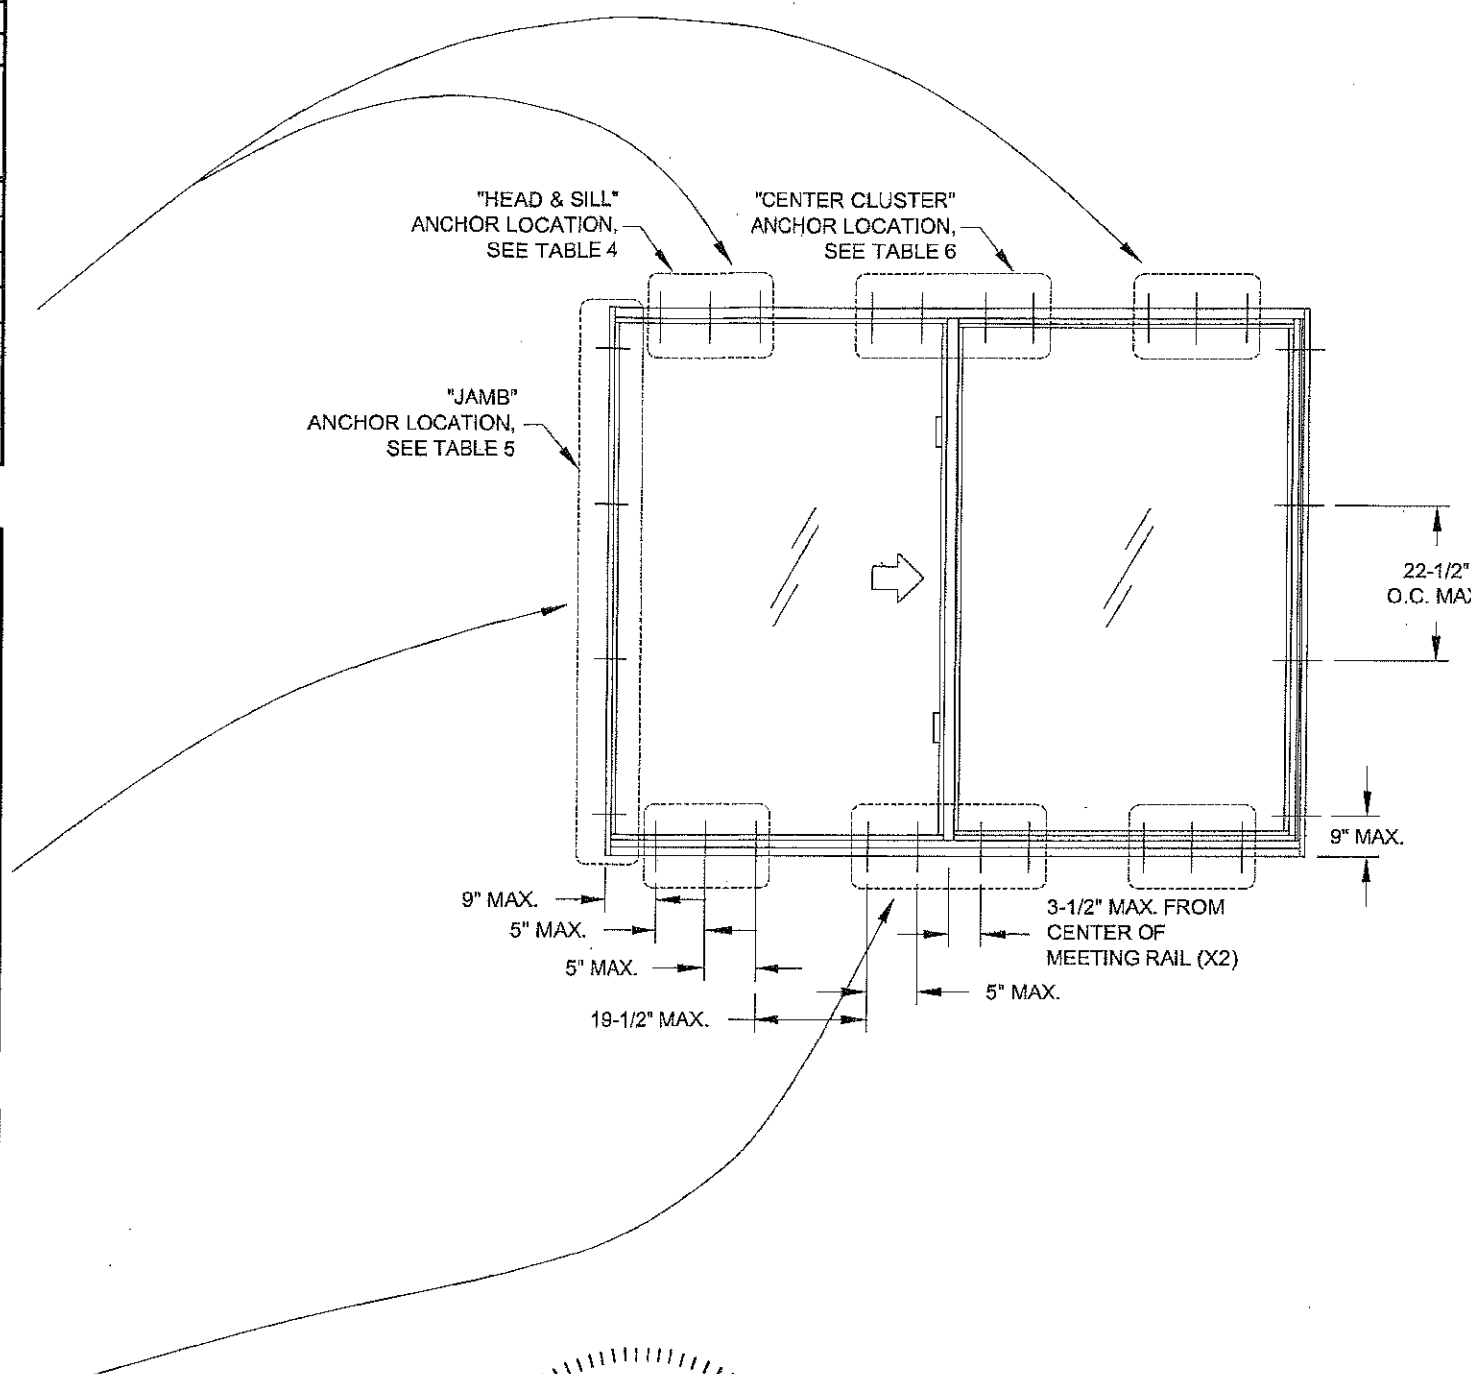 "HEAD & SILL"
ANCHOR LOCATION,
SEE TABLE 4
"CENTER CLUSTER"
ANCHOR LOCATION,
SEE TABLE 6
"JAMB"
ANCHOR LOCATION,
SEE TABLE 5
22-1/2"
O.C. MAX
9" MAX.
9" MAX.
5" MAX.
5" MAX.
19-1/2" MAX.
3-1/2" MAX. FROM
CENTER OF
MEETING RAIL (X2)
5" MAX.